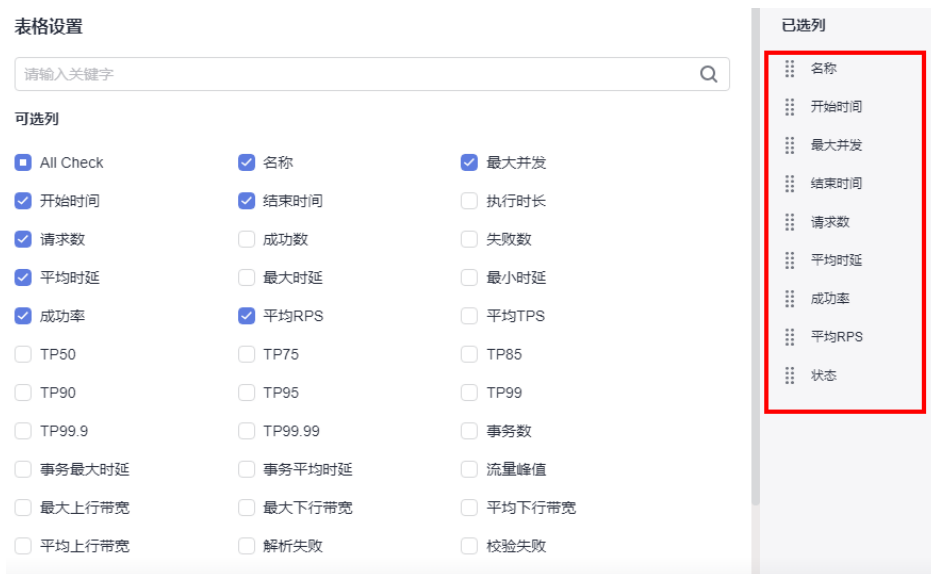 表格设置
请输入关键字
可选列
All Check 名称 最大并发
开始时间 结束时间 执行时长
请求数 成功数 失败数
平均时延 最大时延 最小时延
成功率 平均RPS 平均TPS
TP50 TP75 TP85
TP90 TP95 TP99
TP99.9 TP99.99 事务数
事务最大时延 事务平均时延 流量峰值
最大上行带宽 最大下行带宽 平均下行带宽
平均上行带宽 解析失败 校验失败
已选列
名称
开始时间
最大并发
结束时间
请求数
平均时延
成功率
平均RPS
状态